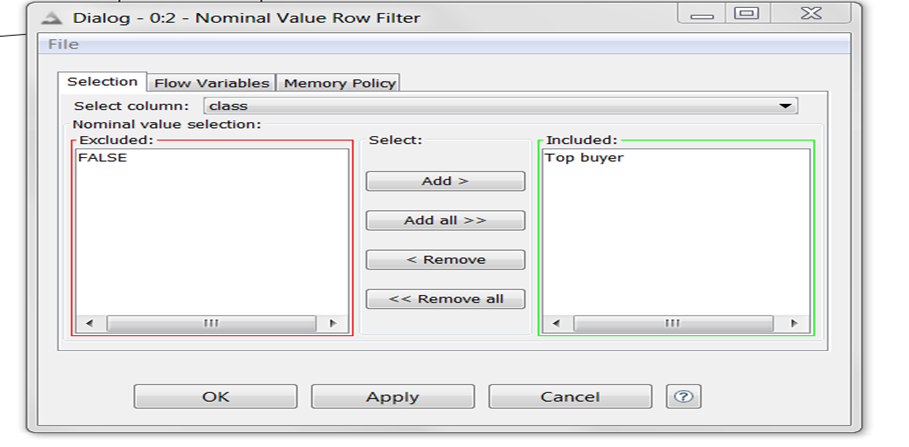 Dialog - 0:2 - Nominal Value Row Filter
File
Selection Flow Variables Memory Policy
Select column: class
Nominal value selection:
Excluded: Select: Included:
FALSE Top buyer
Add >
Add all >>
< Remove
<< Remove all
OK Apply Cancel ?